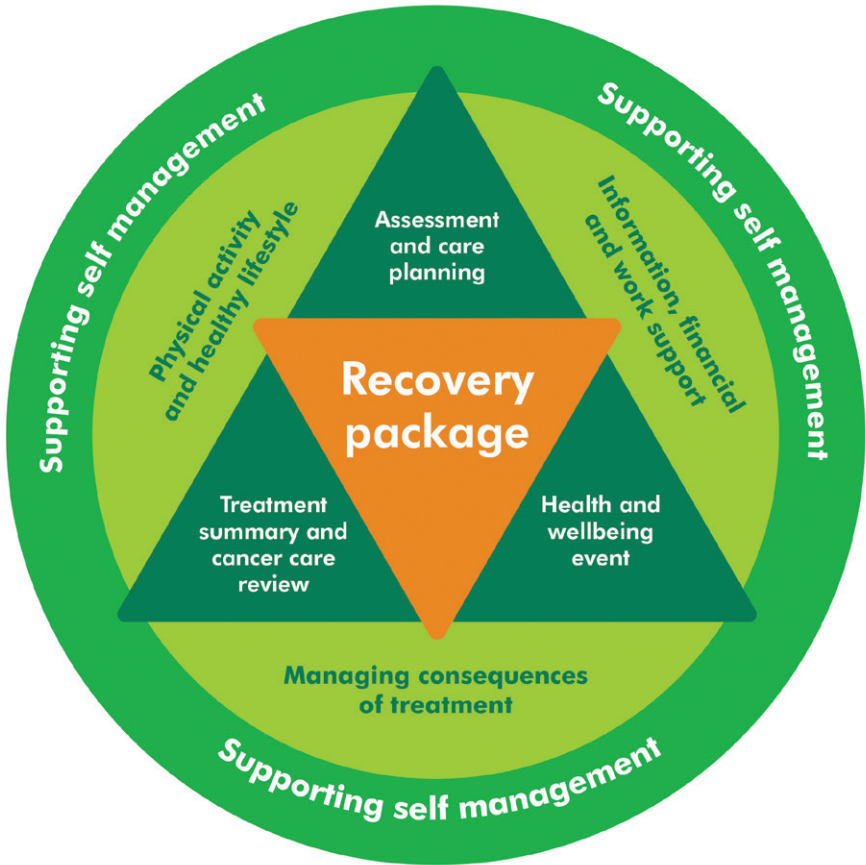 Supporting self management
Supporting self management
Physical activity
and healthy lifestyle
Assessment
and care
planning
Information, financial
and work support
Recovery
package
Treatment
summary and
cancer care
review
Health and
wellbeing
event
Managing consequences
of treatment
Supporting self management